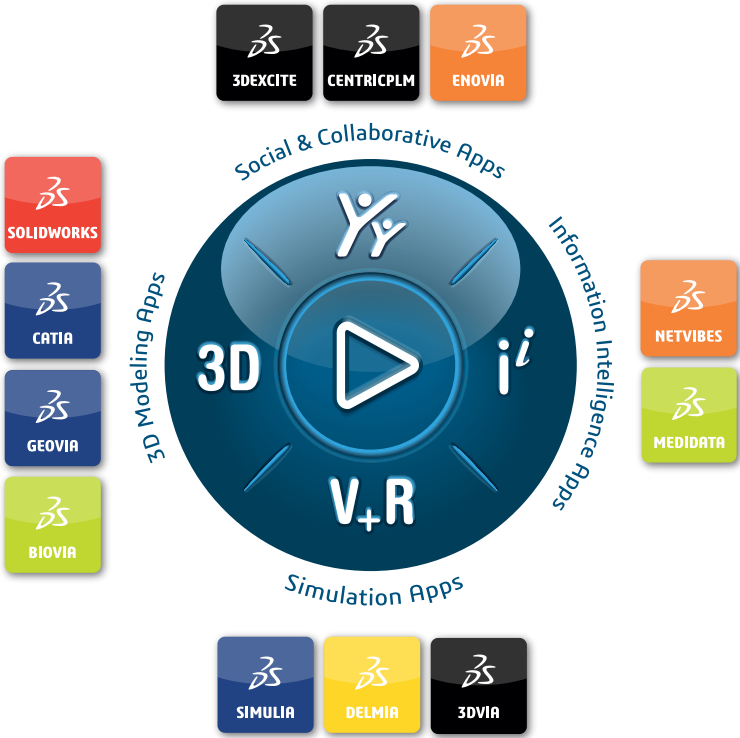 3DEXCITE
CENTRICPLM
ENOVIA
Social & Collaborative Apps
SOLIDWORKS
CATIA
GEOVIA
BIOVIA
3D Modeling Apps
3D
i i
V+R
Information Intelligence Apps
NETVIBES
MEDIDATA
Simulation Apps
SIMULIA
DELMIA
3DVIA